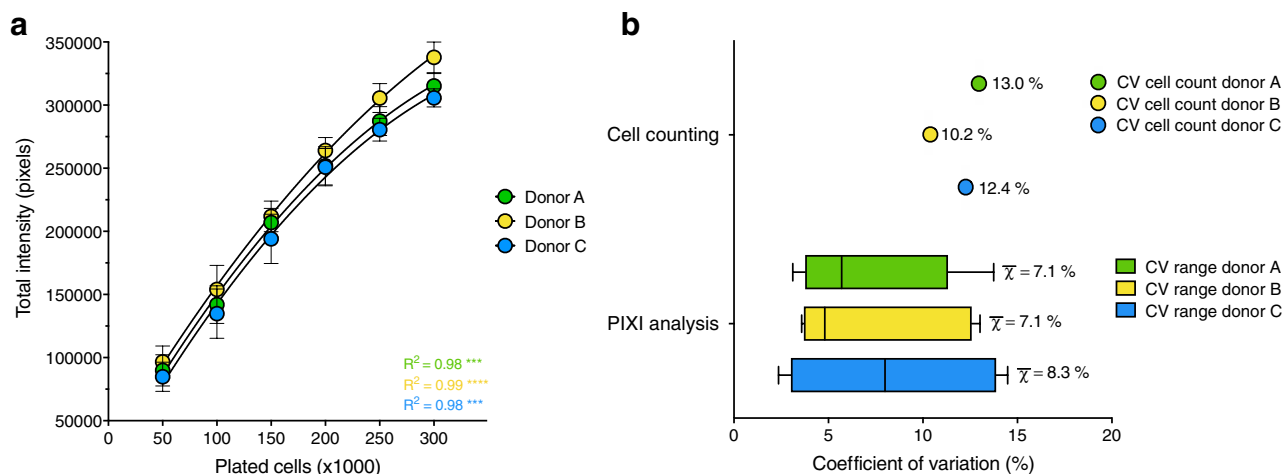 a
350000
300000
250000
200000
150000
100000
50000
Total intensity (pixels)
0
50
100
150
200
250
300
Plated cells (x1000)
Donor A
Donor B
Donor C
R² = 0.98 ***
R² = 0.99 ****
R² = 0.98 ***
b
Cell counting
PIXI analysis
13.0 %
10.2 %
12.4 %
χ̅ = 7.1 %
χ̅ = 7.1 %
χ̅ = 8.3 %
CV cell count donor A
CV cell count donor B
CV cell count donor C
CV range donor A
CV range donor B
CV range donor C
0
5
10
15
20
Coefficient of variation (%)